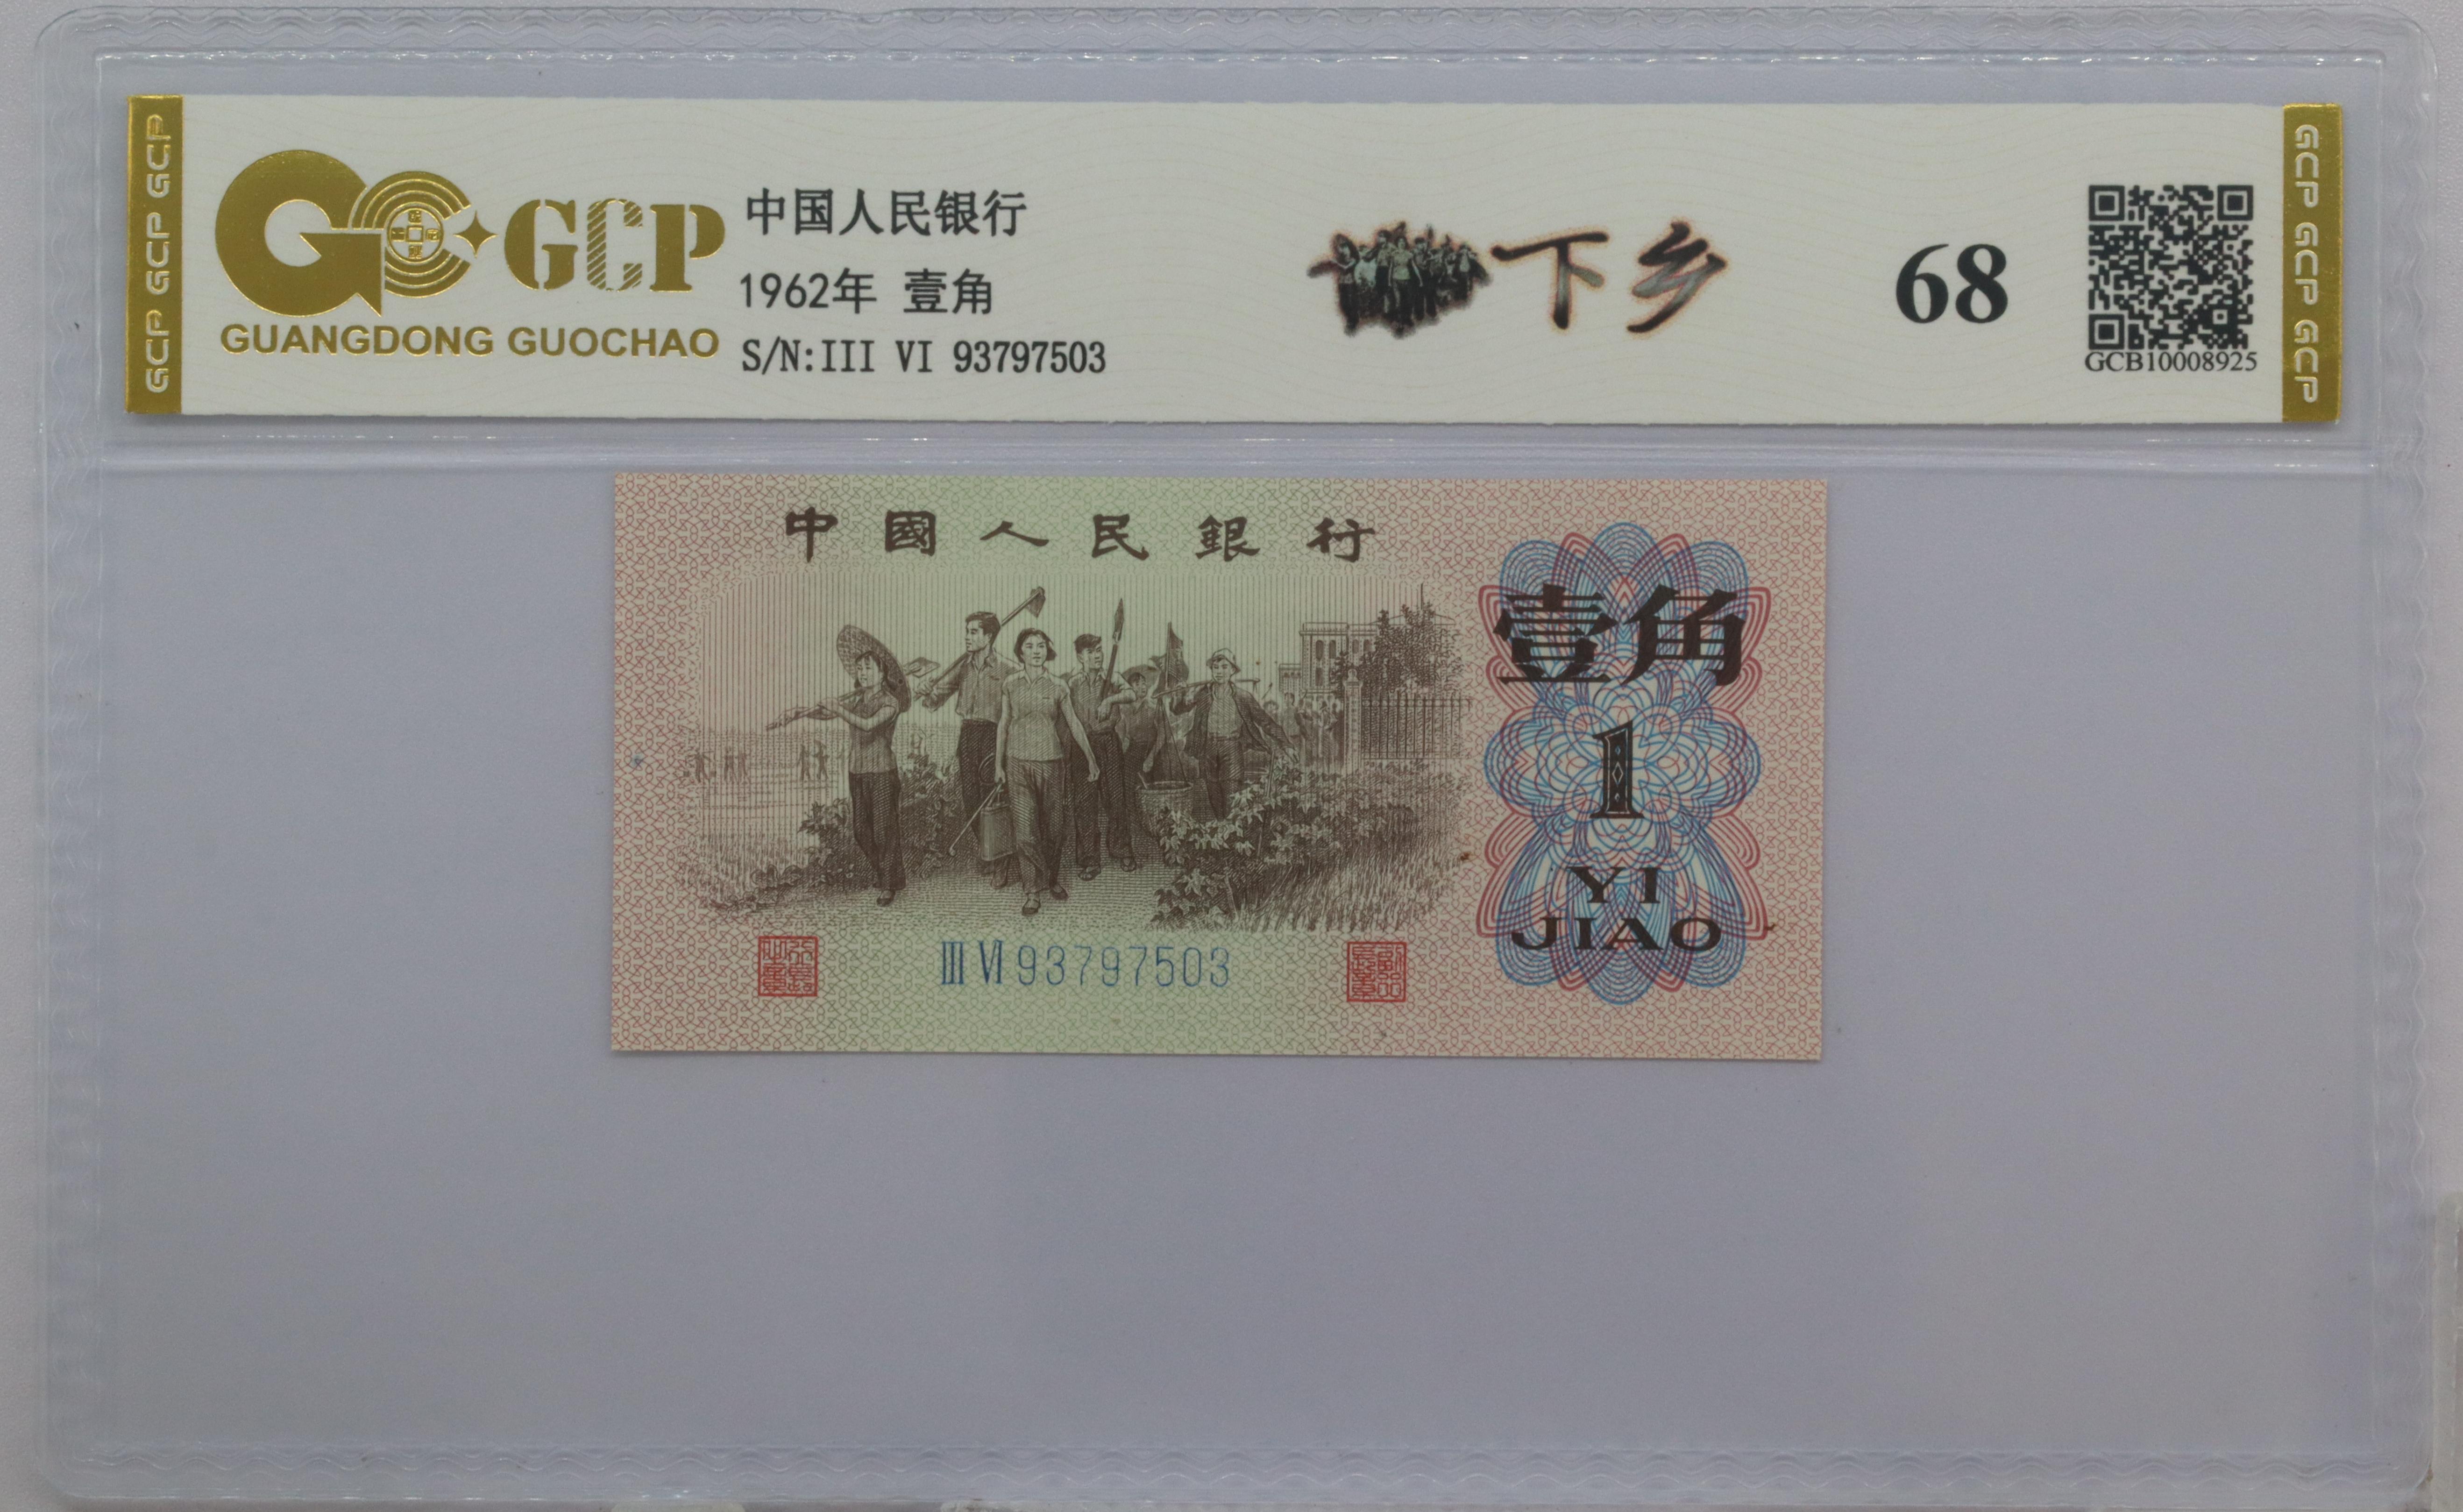 GCP GCP GCP
GCP
GUANGDONG GUOCHAO
中国人民银行
1962年 壹角
S/N:III VI 93797503
下乡
68
GCB10008925
GCP GCP GCP
中國人民銀行
壹角
1
YI
JIAO
III VI 93797503